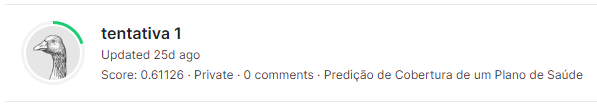 tentativa 1
Updated 25d ago
Score: 0.61126 · Private · 0 comments · Predição de Cobertura de um Plano de Saúde